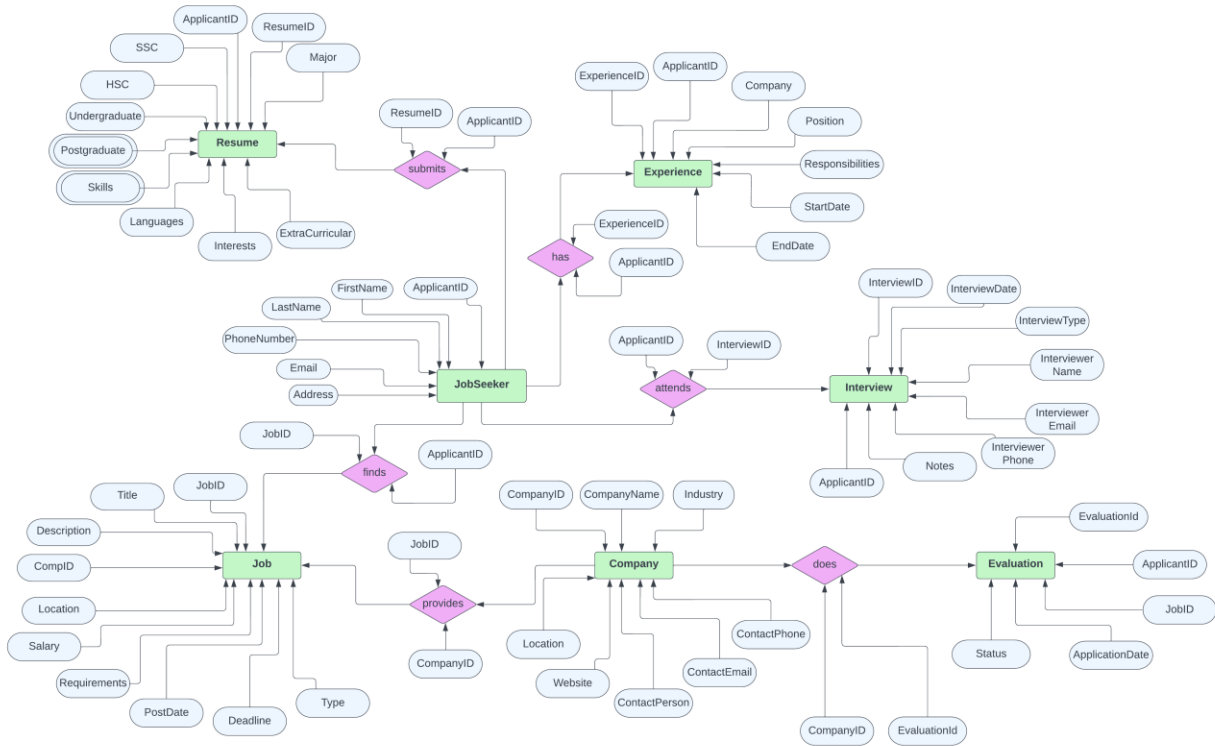 ApplicantID
ResumeID
SSC
Major
HSC
Undergraduate
Postgraduate
Skills
Languages
Interests
ExtraCurricular
Resume
ResumeID
ApplicantID
submits
ExperienceID
ApplicantID
Company
Position
Responsibilities
StartDate
EndDate
Experience
ExperienceID
ApplicantID
has
FirstName
ApplicantID
LastName
PhoneNumber
Email
Address
JobSeeker
ApplicantID
InterviewID
attends
InterviewID
InterviewDate
InterviewType
Interviewer
Name
Interviewer
Email
Interviewer
Phone
Notes
ApplicantID
Interview
JobID
ApplicantID
finds
Title
JobID
Description
CompID
Location
Salary
Requirements
PostDate
Deadline
Type
Job
JobID
provides
CompanyID
CompanyID
CompanyName
Industry
Company
Location
Website
ContactPerson
ContactEmail
ContactPhone
does
CompanyID
EvaluationId
EvaluationId
Evaluation
ApplicantID
JobID
ApplicationDate
Status